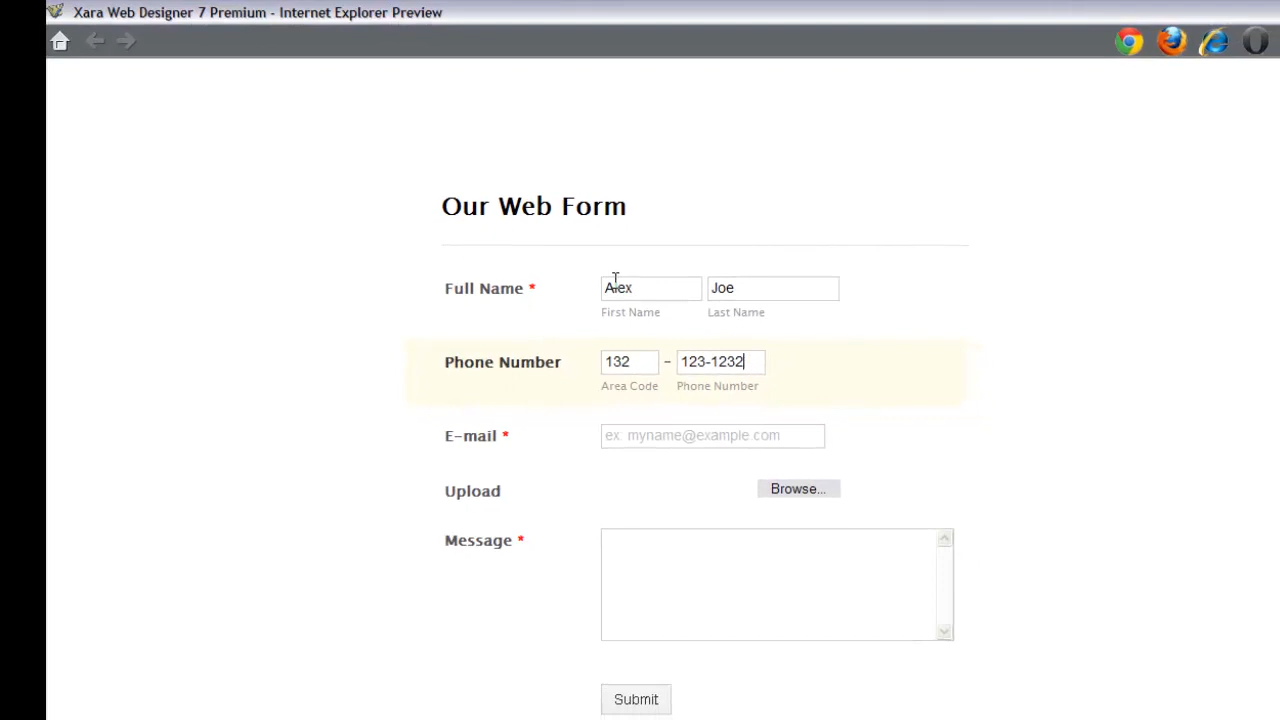 Xara Web Designer 7 Premium - Internet Explorer Preview
Our Web Form
Full Name * Alex Joe
First Name Last Name
Phone Number 132 - 123-1232
Area Code Phone Number
E-mail * ex: myname@example.com
Upload Browse...
Message *
Submit